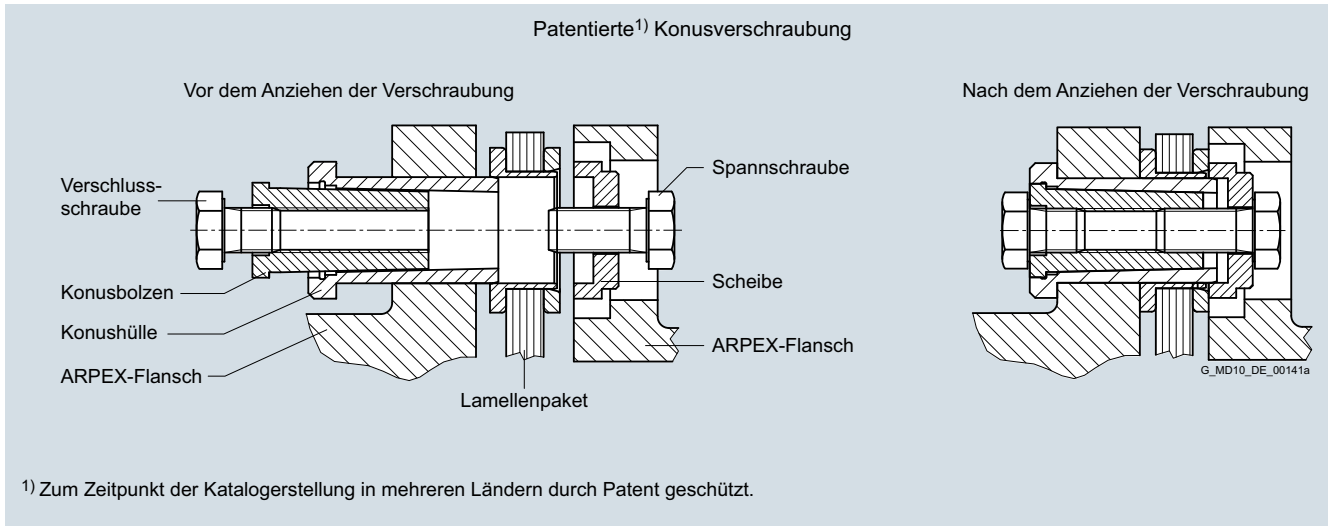 Patentierte1) Konusverschraubung
Vor dem Anziehen der Verschraubung
Nach dem Anziehen der Verschraubung
Verschluss-
schraube
Konusbolzen
Konushülle
ARPEX-Flansch
Lamellenpaket
Spannschraube
Scheibe
ARPEX-Flansch
G_MD10_DE_00141a
1) Zum Zeitpunkt der Katalogerstellung in mehreren Ländern durch Patent geschützt.